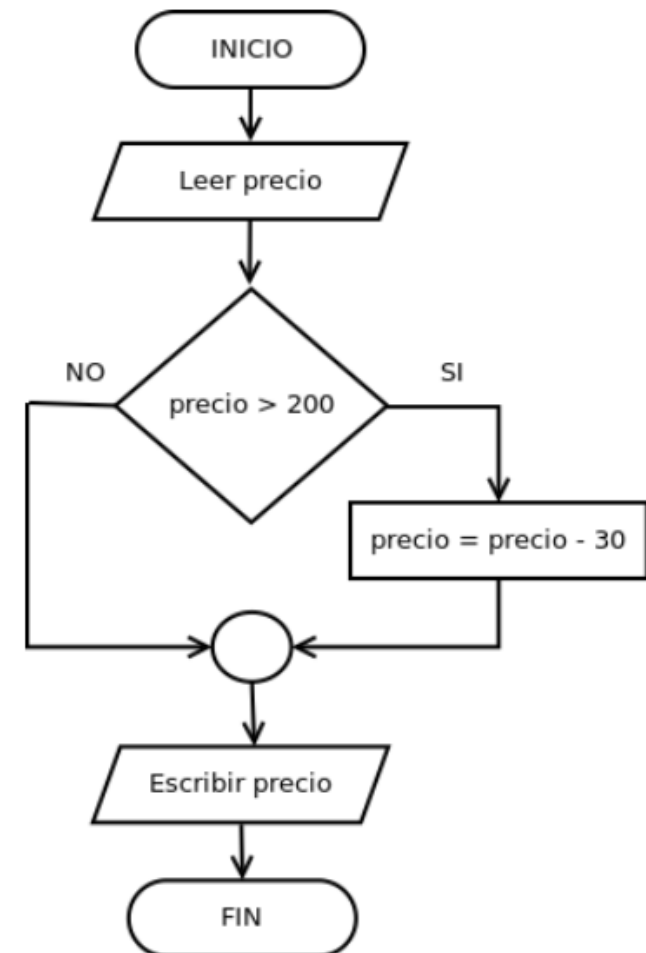 INICIO
Leer precio
NO
SI
precio > 200
precio = precio - 30
Escribir precio
FIN